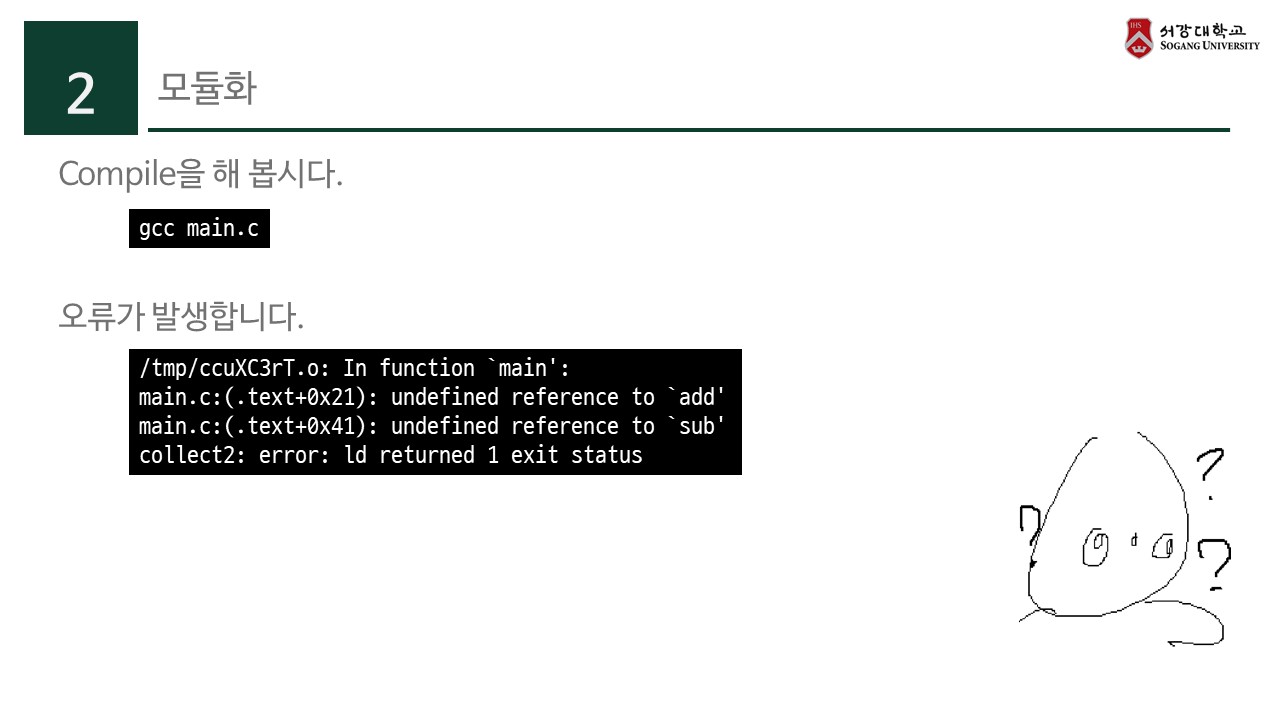 2
모듈화
IHS
서강대학교
SOGANG UNIVERSITY
Compile을 해 봅시다.
gcc main.c
오류가 발생합니다.
/tmp/ccuXC3rT.o: In function `main':
main.c:(.text+0x21): undefined reference to `add'
main.c:(.text+0x41): undefined reference to `sub'
collect2: error: ld returned 1 exit status
?
?
?